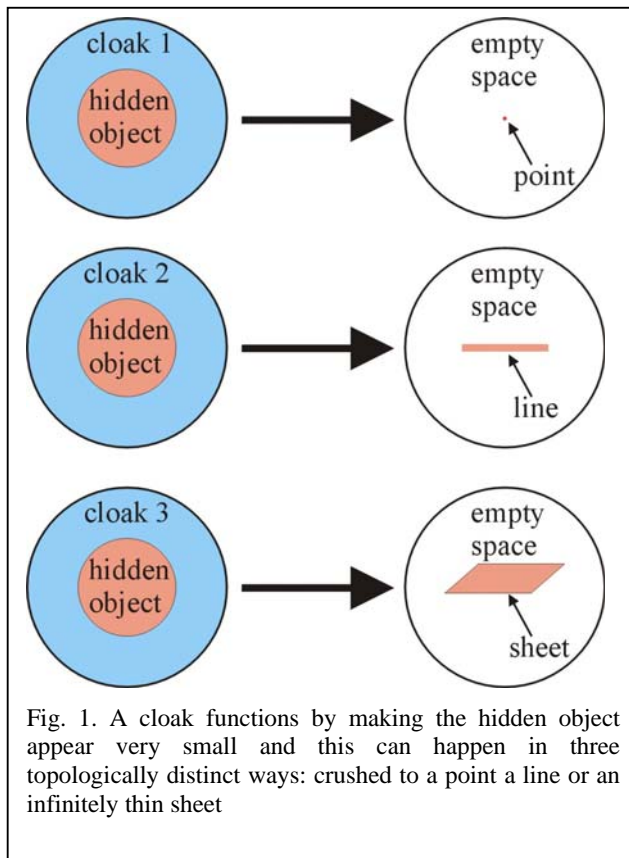 cloak 1
hidden
object
empty
space
point
cloak 2
hidden
object
empty
space
line
cloak 3
hidden
object
empty
space
sheet
Fig. 1. A cloak functions by making the hidden object
appear very small and this can happen in three
topologically distinct ways: crushed to a point a line or an
infinitely thin sheet